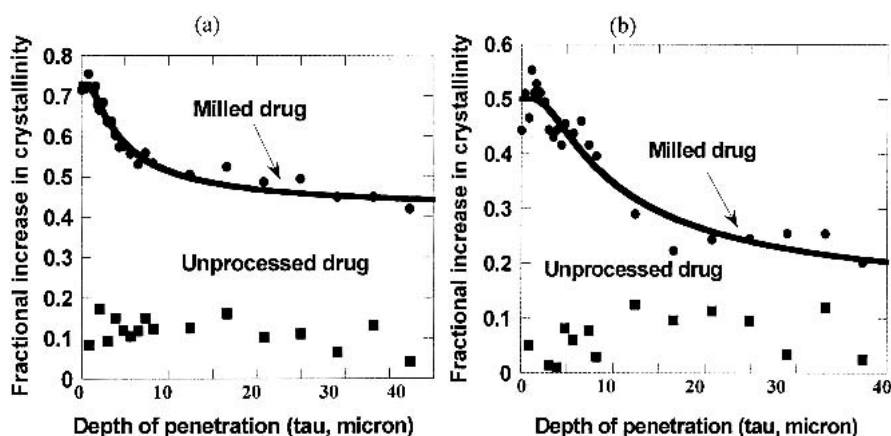 (a)
Fractional increase in crystallinity
0.8
0.7
0.6
0.5
0.4
0.3
0.2
0.1
0
Milled drug
Unprocessed drug
0 10 20 30 40
Depth of penetration (tau, micron)
(b)
Fractional increase in crystallinity
0.6
0.5
0.4
0.3
0.2
0.1
0
Milled drug
Unprocessed drug
0 10 20 30 40
Depth of penetration (tau, micron)